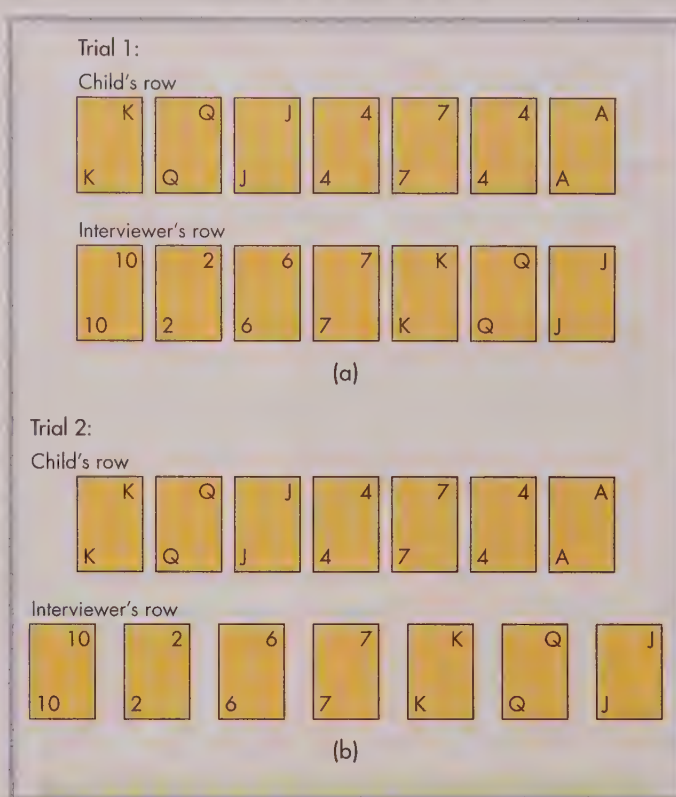 Trial 1:
Child's row
K Q J 4 7 4 A
K Q J 4 7 4 A
Interviewer's row
10 2 6 7 K Q J
10 2 6 7 K Q J
(a)
Trial 2:
Child's row
K Q J 4 7 4 A
K Q J 4 7 4 A
Interviewer's row
10 2 6 7 K Q J
10 2 6 7 K Q J
(b)